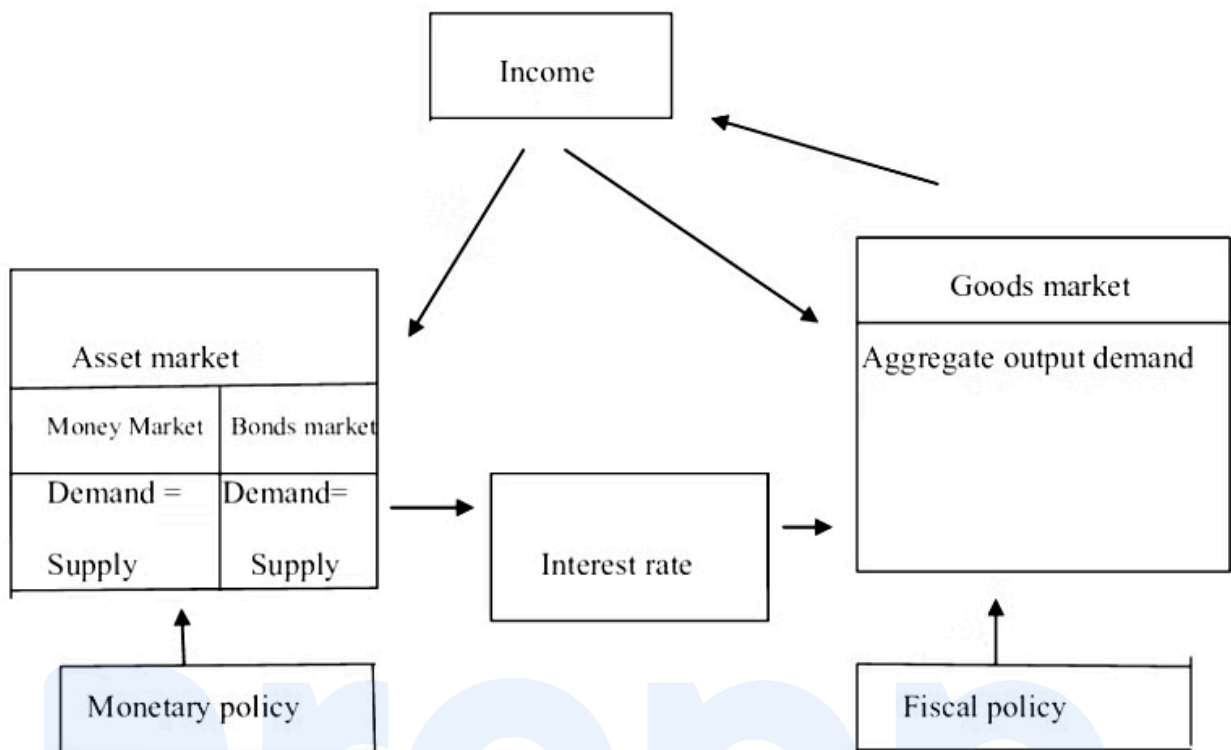 Income
Goods market
Aggregate output demand
Asset market
Money Market
Bonds market
Demand =
Supply
Demand=
Supply
Interest rate
Monetary policy
Fiscal policy